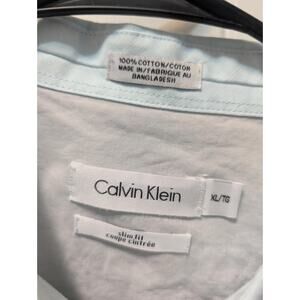 100% COTTON/COTON
MADE IN/FABRIQUE AU
BANGLADESH
Calvin Klein
XL/TG
slim fit
coupe cintrée